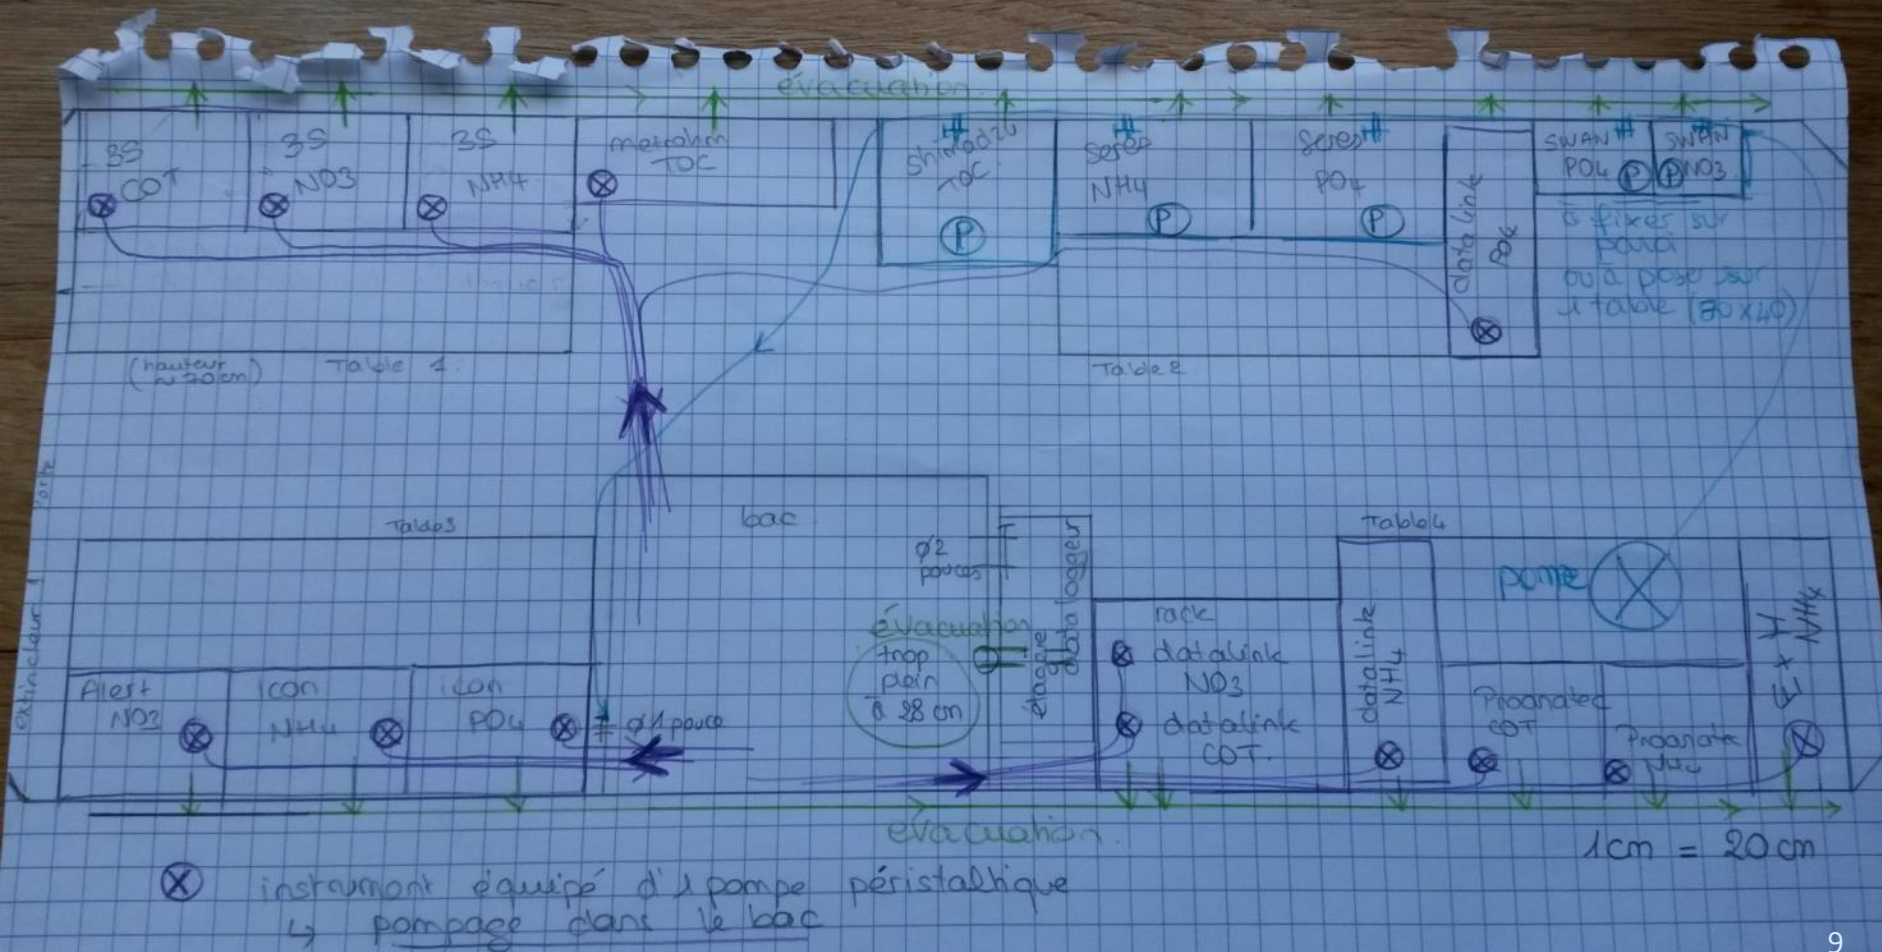 évacuation
3S
COT
3S
NO3
3S
NH4
metrohm
TOC
Shimadzu
TOC
P
Seres
NH4
P
Seres
PO4
P
datalink
PO4
SWAN
PO4 P
SWAN
P NO3
à fixer sur
paroi
ou à pose sur
1 table (80x40)
(hauteur
~20cm)
Table 1
Table 2
porte
extincteur 1
Table 3
bac
Ø2
pouces
évacuation
trop
plein
à 28 cm
étagère
datalogger
rack
datalink
NO3
datalink
COT.
Table 4
datalink
NH4
pompe
E + H
NH4
Proanatec
COT
Proanatec
Alert
NO3
icon
NH4
icon
PO4
Ø1 pouce
évacuation
1cm = 20 cm
instrument équipé d'1 pompe péristaltique
↳ pompage dans le bac
9